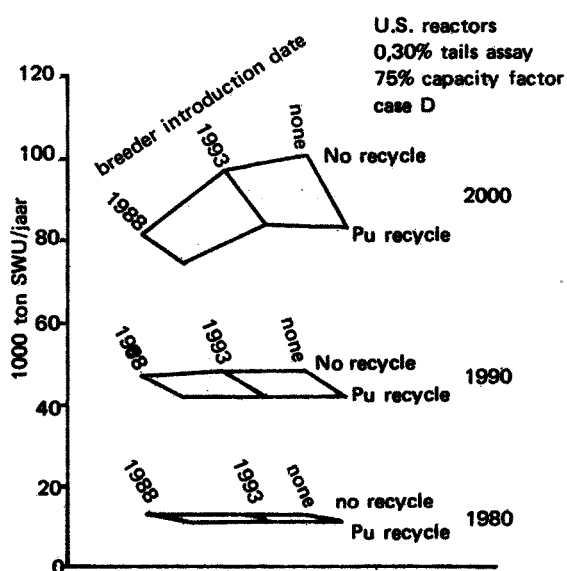 U.S. reactors
0,30% tails assay
75% capacity factor
case D
breeder introduction date
1000 ton SWU/jaar
120
100
80
60
40
20
0
1988
1993
none
No recycle
Pu recycle
2000
1988
1993
none
No recycle
Pu recycle
1990
1988
1993
none
no recycle
Pu recycle
1980